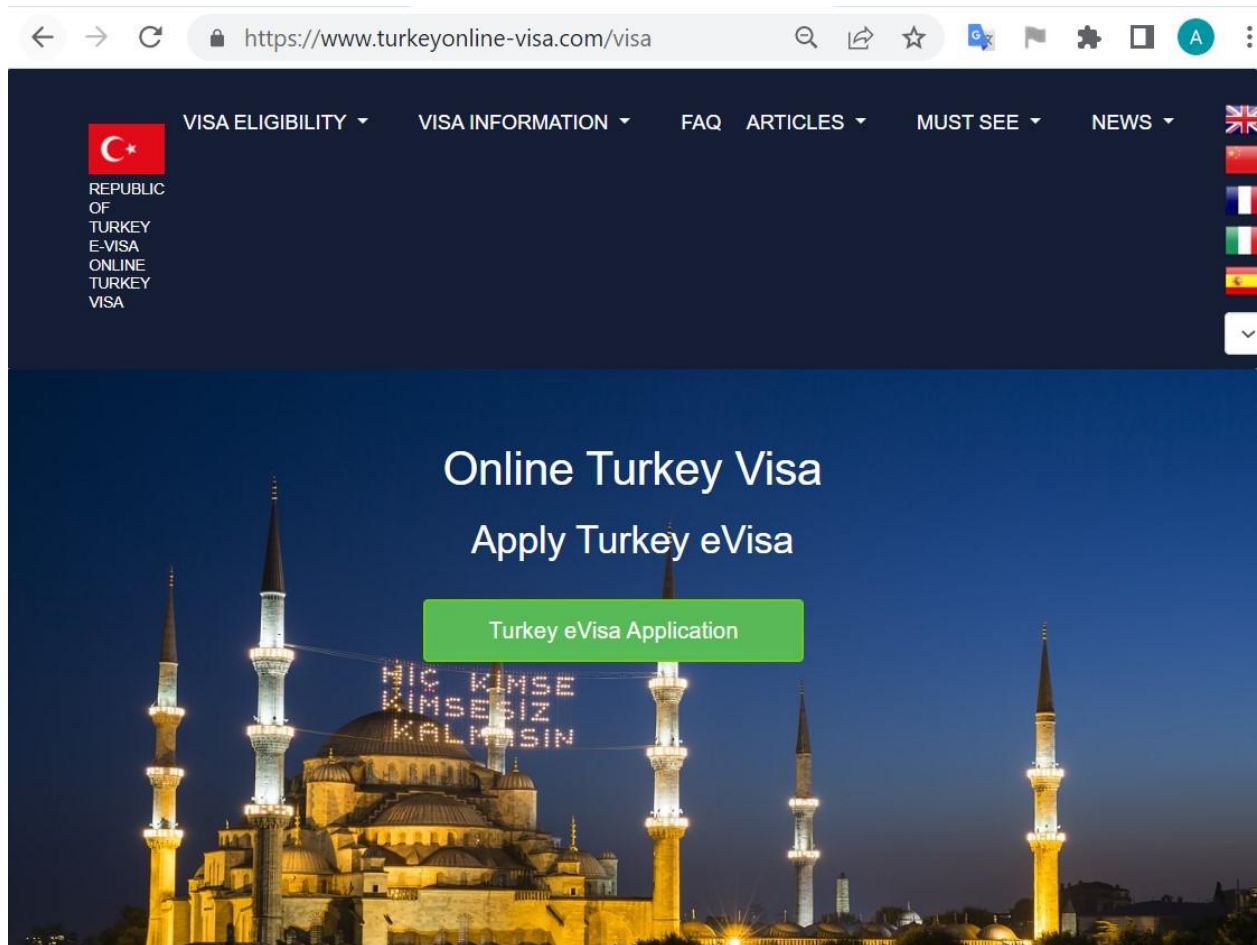 https://www.turkeyonline-visa.com/visa
A
VISA ELIGIBILITY
VISA INFORMATION
FAQ
ARTICLES
MUST SEE
NEWS
REPUBLIC
OF
TURKEY
E-VISA
ONLINE
TURKEY
VISA
Online Turkey Visa
Apply Turkey eVisa
Turkey eVisa Application
HİÇ KİMSE
KİMSESİZ
KALMASIN